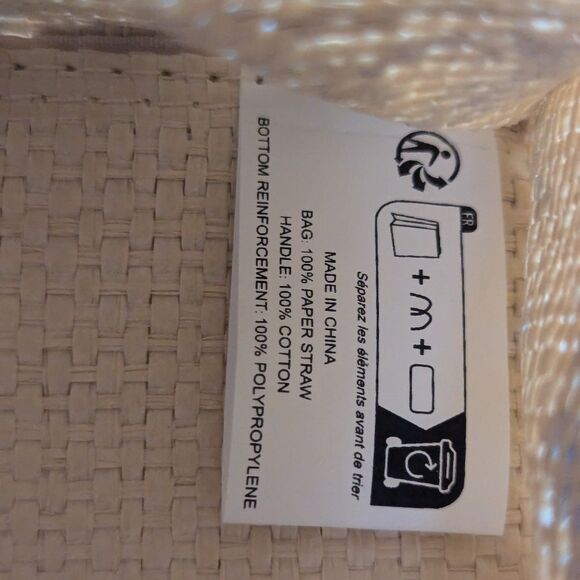 FR
+ +
Séparez les éléments avant de trier
MADE IN CHINA
BAG: 100% PAPER STRAW
HANDLE: 100% COTTON
BOTTOM REINFORCEMENT: 100% POLYPROPYLENE